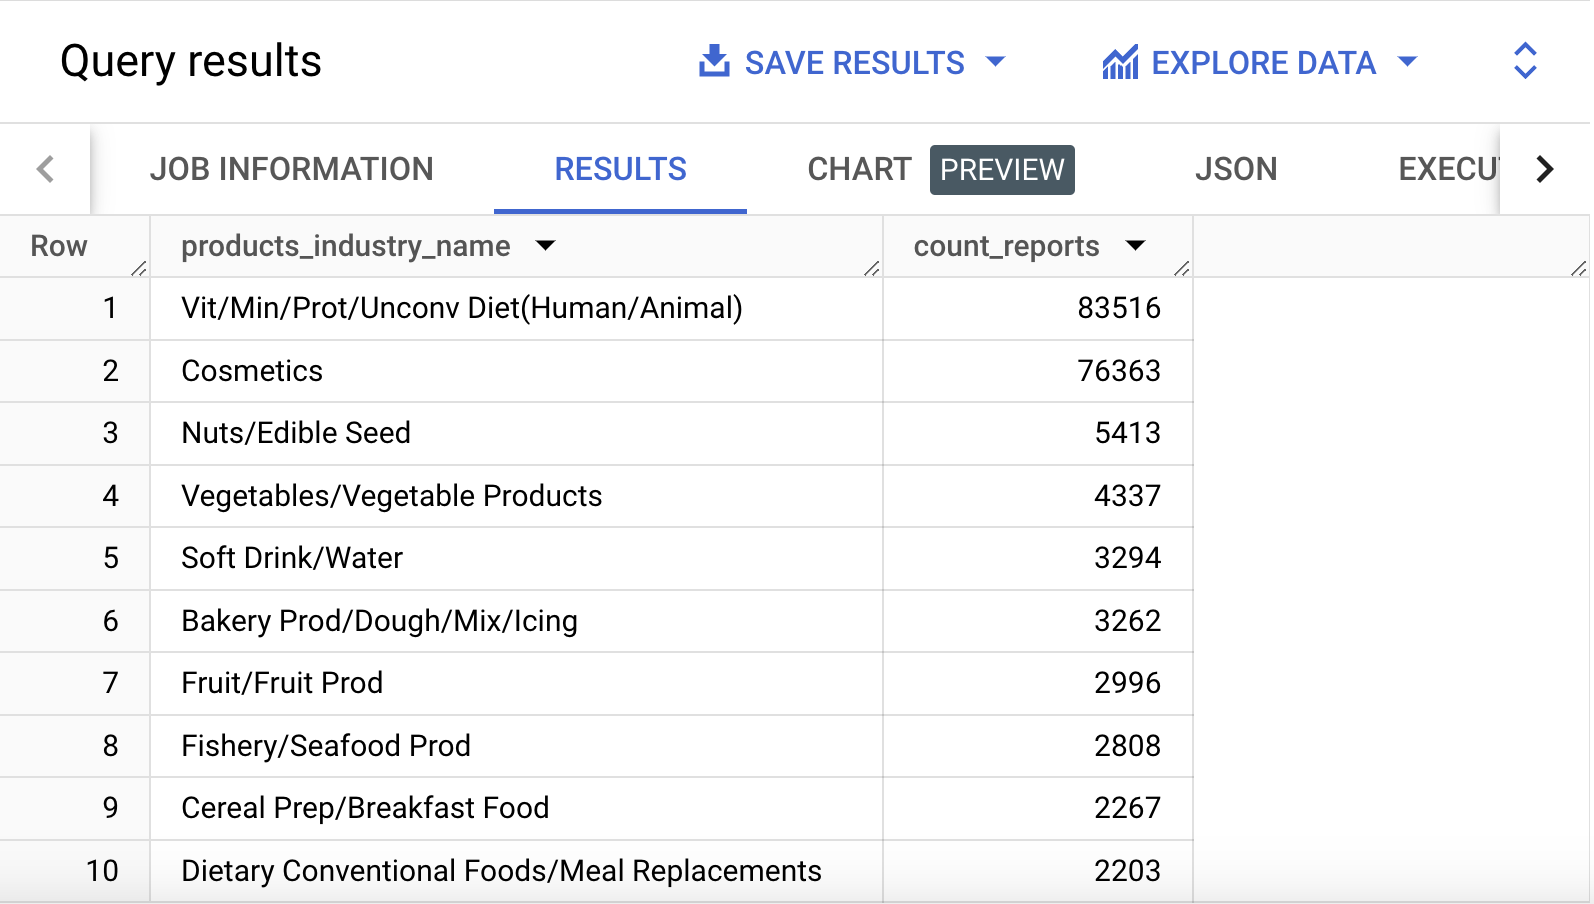 Query results SAVE RESULTS EXPLORE DATA
JOB INFORMATION RESULTS CHART PREVIEW JSON EXECUT
Row products_industry_name count_reports
1 Vit/Min/Prot/Unconv Diet(Human/Animal) 83516
2 Cosmetics 76363
3 Nuts/Edible Seed 5413
4 Vegetables/Vegetable Products 4337
5 Soft Drink/Water 3294
6 Bakery Prod/Dough/Mix/Icing 3262
7 Fruit/Fruit Prod 2996
8 Fishery/Seafood Prod 2808
9 Cereal Prep/Breakfast Food 2267
10 Dietary Conventional Foods/Meal Replacements 2203